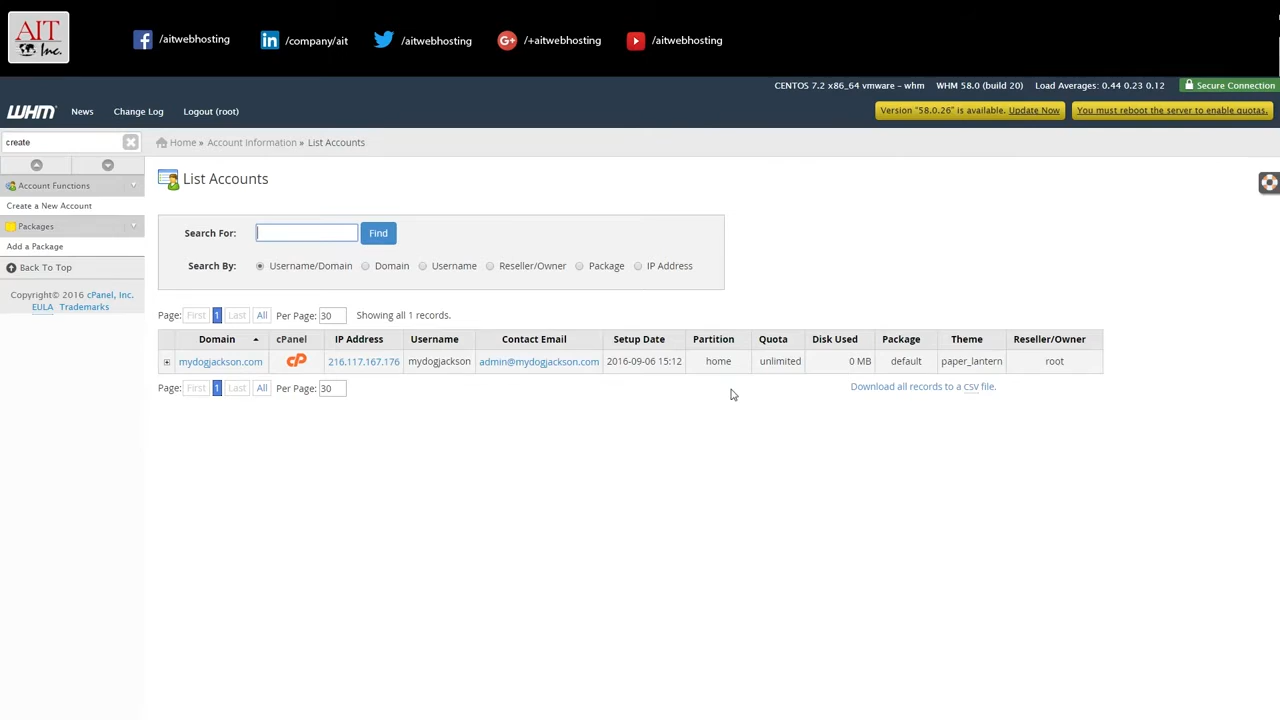 AIT
Inc.
/aitwebhosting
/company/ait
/aitwebhosting
/+aitwebhosting
/aitwebhosting
CENTOS 7.2 x86_64 vmware – whm WHM 58.0 (build 20) Load Averages: 0.44 0.23 0.12 Secure Connection
WHM News Change Log Logout (root)
Version “58.0.26” is available. Update Now You must reboot the server to enable quotas.
create
Home » Account Information » List Accounts
Account Functions
Create a New Account
Packages
Add a Package
Back To Top
Copyright© 2016 cPanel, Inc.
EULA Trademarks
List Accounts
Search For: Find
Search By: Username/Domain Domain Username Reseller/Owner Package IP Address
Page: First 1 Last All Per Page: 30 Showing all 1 records.
Domain cPanel IP Address Username Contact Email Setup Date Partition Quota Disk Used Package Theme Reseller/Owner
mydogjackson.com cP 216.117.167.176 mydogjackson admin@mydogjackson.com 2016-09-06 15:12 home unlimited 0 MB default paper_lantern root
Page: First 1 Last All Per Page: 30
Download all records to a CSV file.